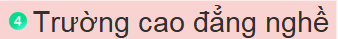 4 Trường cao đẳng nghề